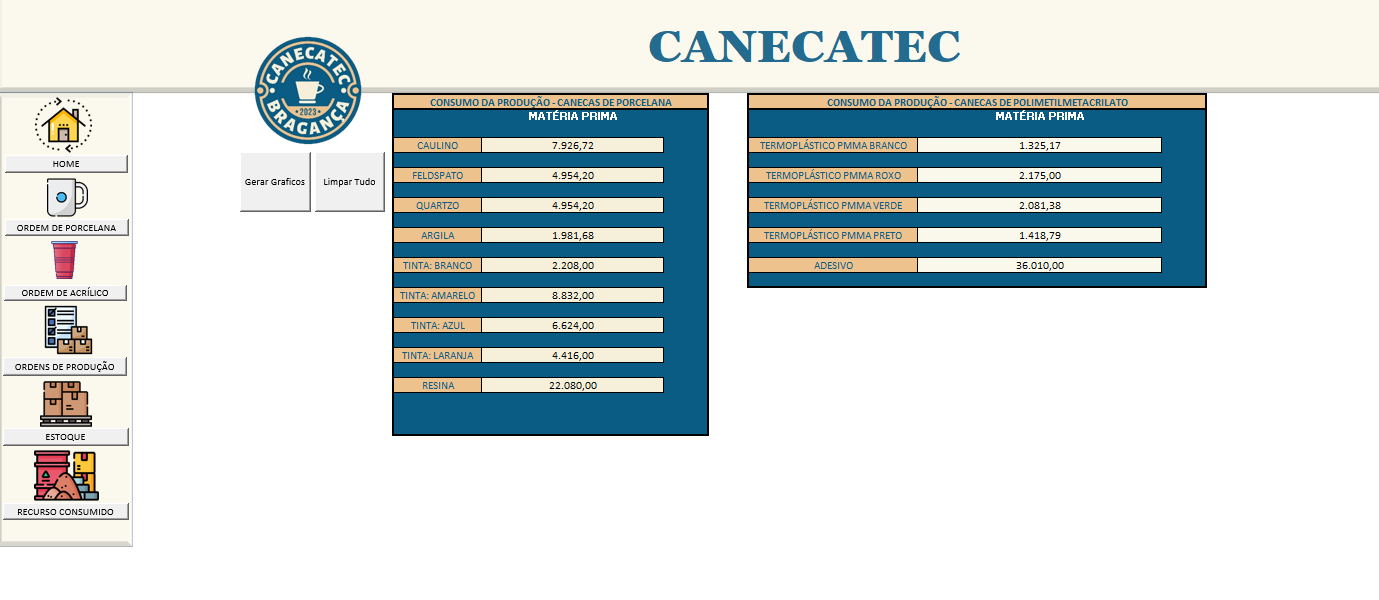 CANECATEC
CANECATEC
• 2023 •
BRAGANÇA
HOME
ORDEM DE PORCELANA
ORDEM DE ACRÍLICO
ORDENS DE PRODUÇÃO
ESTOQUE
RECURSO CONSUMIDO
Gerar Graficos
Limpar Tudo
CONSUMO DA PRODUÇÃO - CANECAS DE PORCELANA
MATÉRIA PRIMA
CAULINO 7.926,72
FELDSPATO 4.954,20
QUARTZO 4.954,20
ARGILA 1.981,68
TINTA: BRANCO 2.208,00
TINTA: AMARELO 8.832,00
TINTA: AZUL 6.624,00
TINTA: LARANJA 4.416,00
RESINA 22.080,00
CONSUMO DA PRODUÇÃO - CANECAS DE POLIMETILMETACRILATO
MATÉRIA PRIMA
TERMOPLÁSTICO PMMA BRANCO 1.325,17
TERMOPLÁSTICO PMMA ROXO 2.175,00
TERMOPLÁSTICO PMMA VERDE 2.081,38
TERMOPLÁSTICO PMMA PRETO 1.418,79
ADESIVO 36.010,00